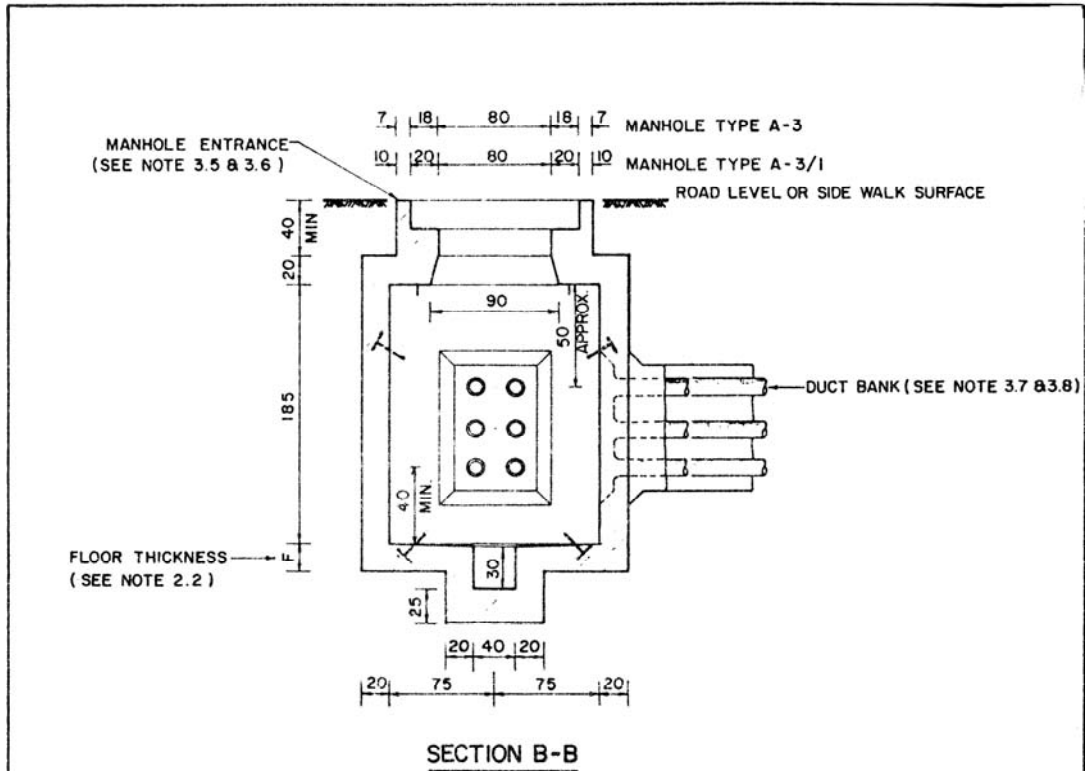 7 18 80 18 7 MANHOLE TYPE A-3
MANHOLE ENTRANCE
(SEE NOTE 3.5 & 3.6)
10 20 80 20 10 MANHOLE TYPE A-3/1
ROAD LEVEL OR SIDE WALK SURFACE
40
MIN
20
90
50
APPROX.
185
DUCT BANK (SEE NOTE 3.7 & 3.8)
40
MIN.
FLOOR THICKNESS
(SEE NOTE 2.2)
F
30
25
20 40 20
20 75 75 20
SECTION B-B